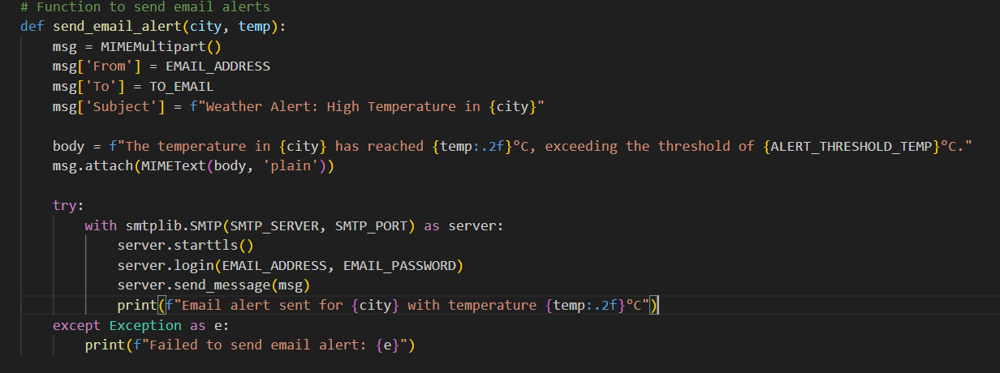 # Function to send email alerts
def send_email_alert(city, temp):
    msg = MIMEMultipart()
    msg['From'] = EMAIL_ADDRESS
    msg['To'] = TO_EMAIL
    msg['Subject'] = f"Weather Alert: High Temperature in {city}"

    body = f"The temperature in {city} has reached {temp:.2f}°C, exceeding the threshold of {ALERT_THRESHOLD_TEMP}°C."
    msg.attach(MIMEText(body, 'plain'))

    try:
        with smtplib.SMTP(SMTP_SERVER, SMTP_PORT) as server:
            server.starttls()
            server.login(EMAIL_ADDRESS, EMAIL_PASSWORD)
            server.send_message(msg)
            print(f"Email alert sent for {city} with temperature {temp:.2f}°C")
    except Exception as e:
        print(f"Failed to send email alert: {e}")